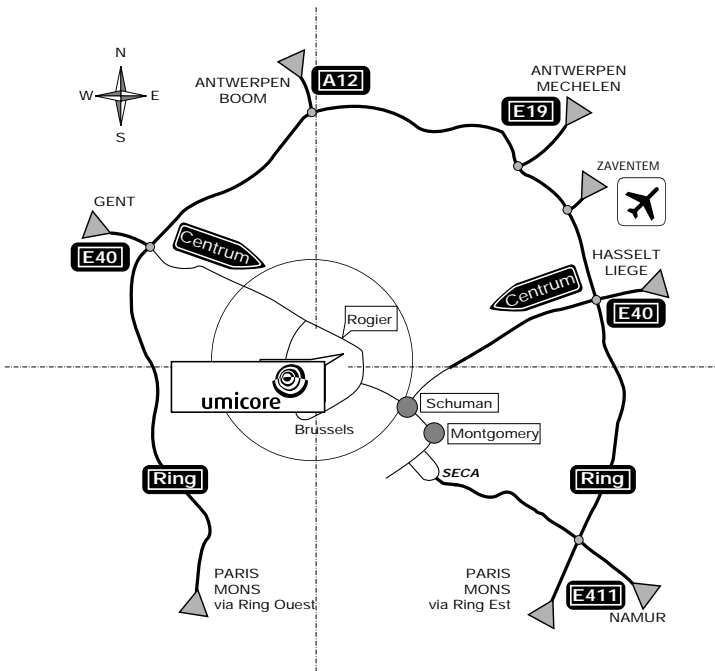 N
W E
S
ANTWERPEN
BOOM
A12
ANTWERPEN
MECHELEN
E19
ZAVENTEM
GENT
E40
Centrum
HASSELT
LIEGE
Centrum
E40
Rogier
umicore
Brussels
Schuman
Montgomery
SECA
Ring
Ring
PARIS
MONS
via Ring Ouest
PARIS
MONS
via Ring Est
E411
NAMUR